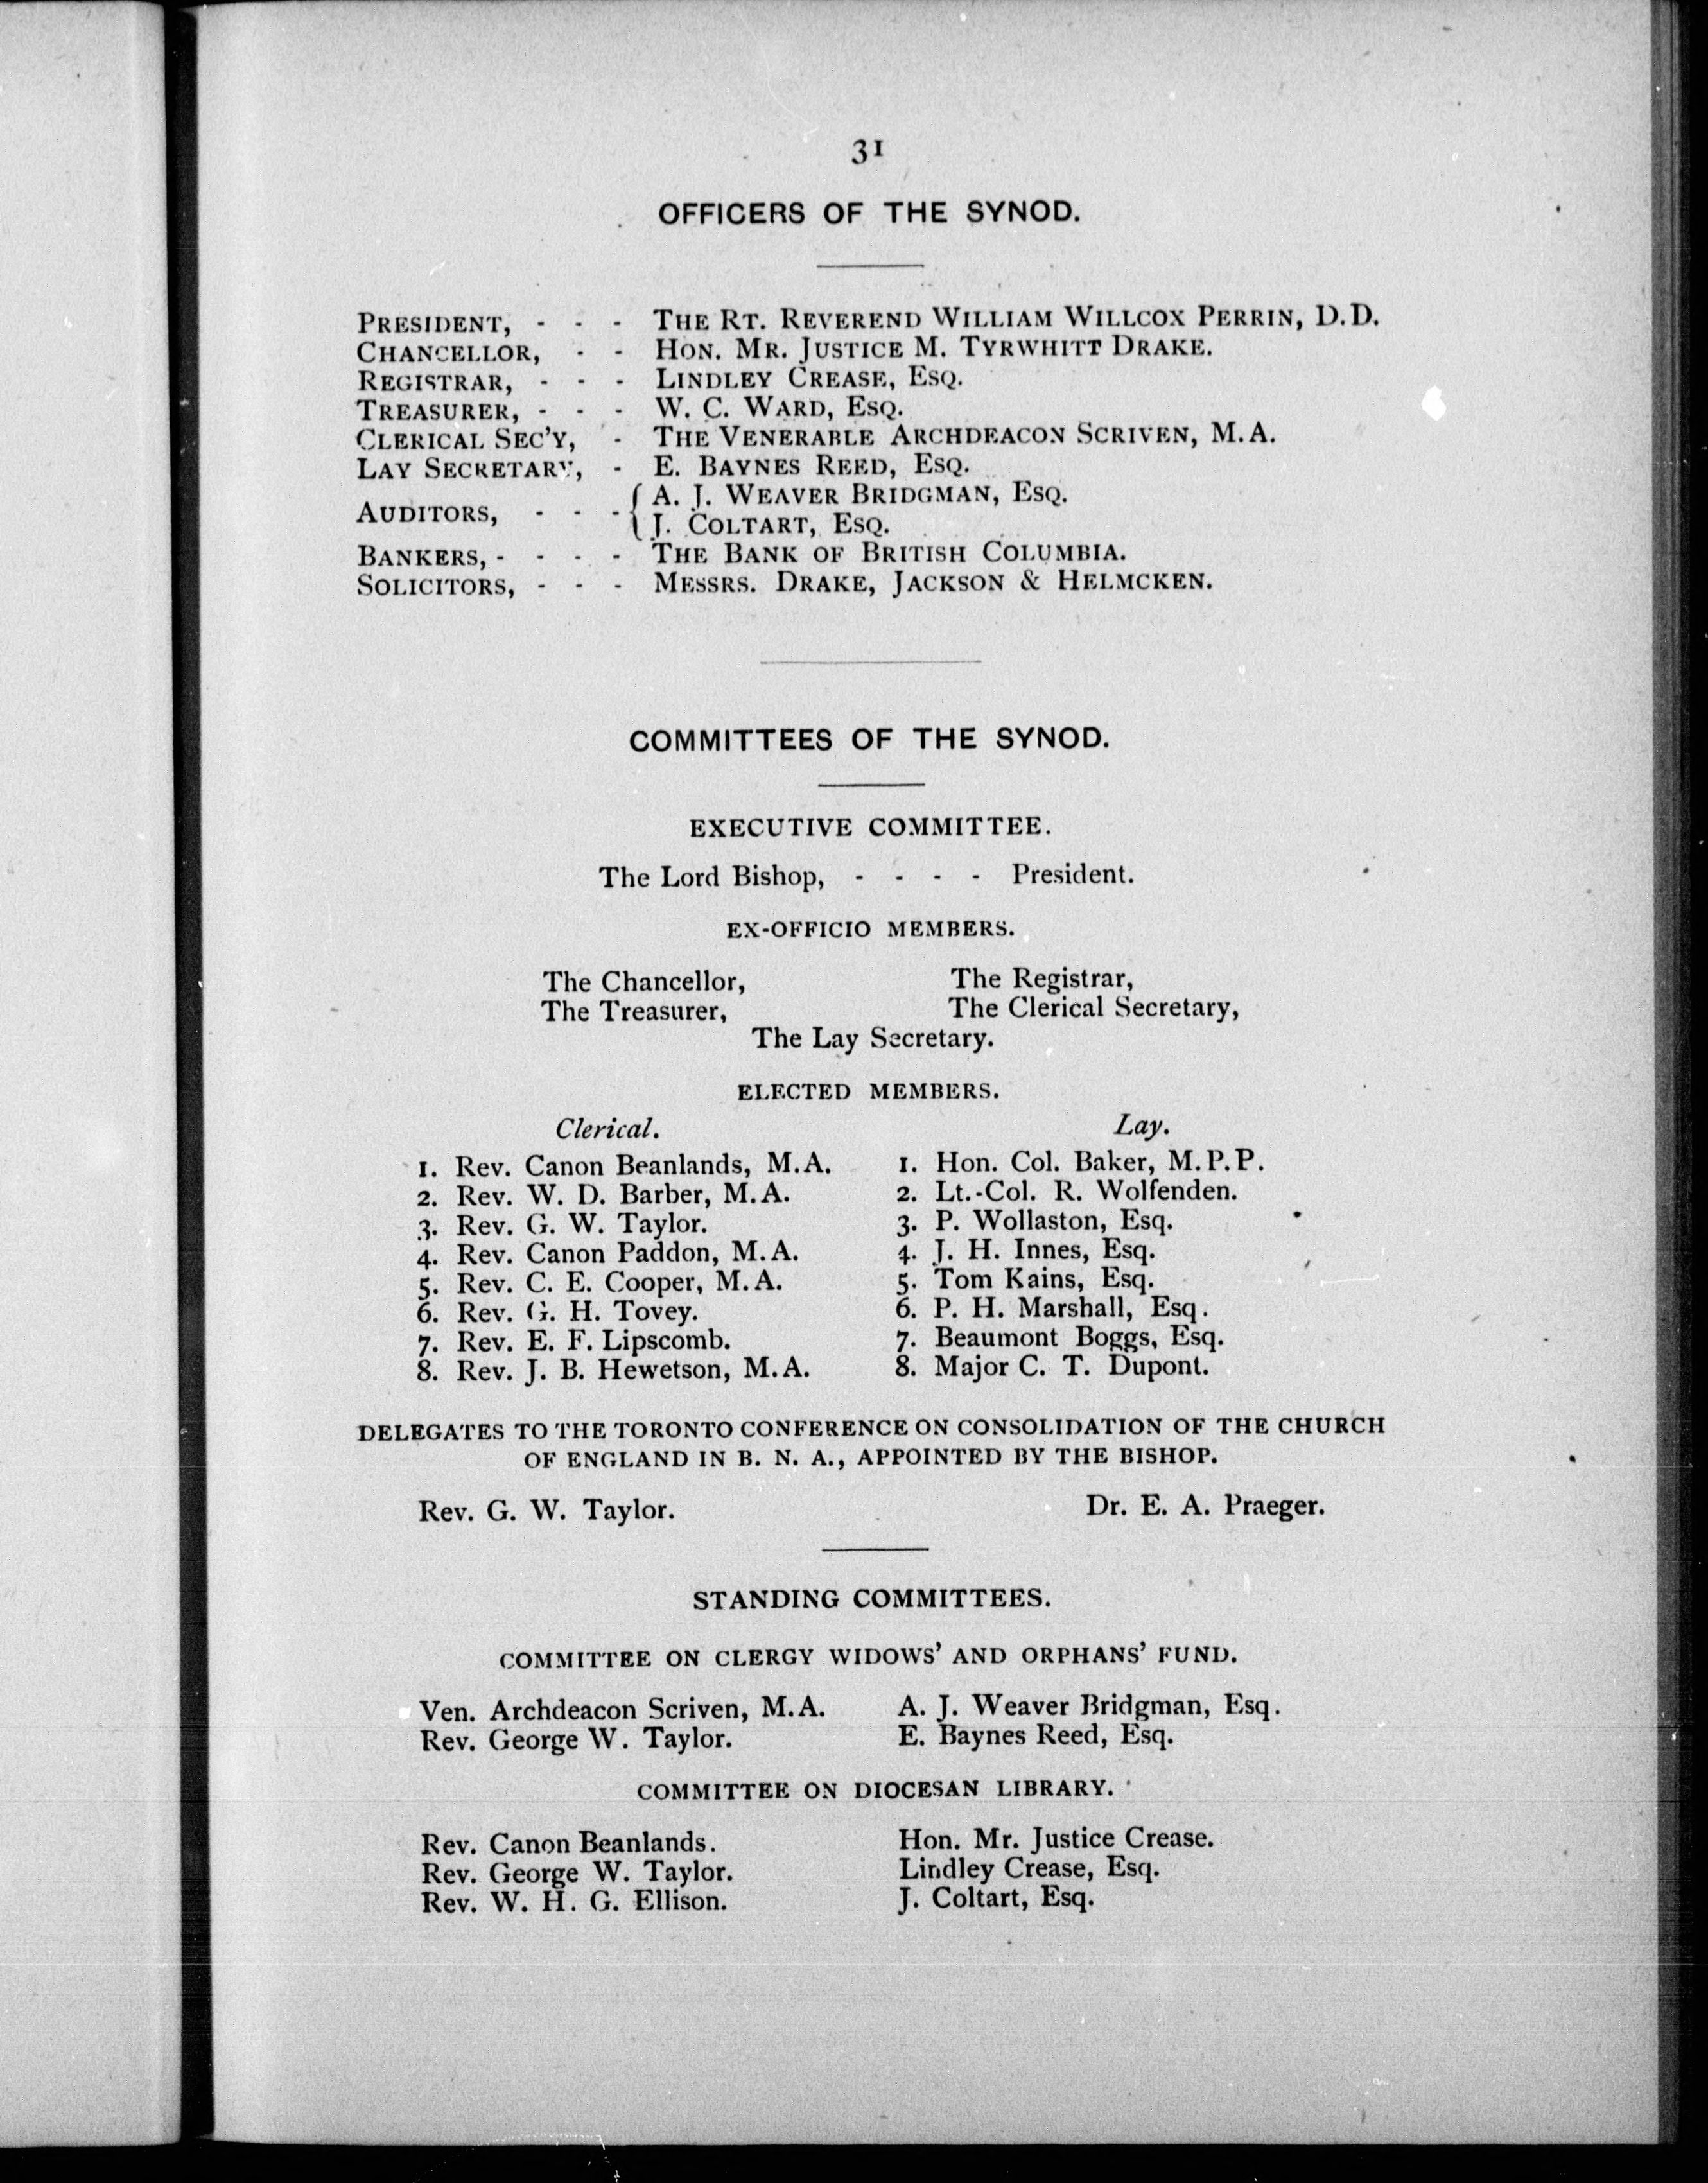 31
OFFICERS OF THE SYNOD.
PRESIDENT, - - - THE RT. REVEREND WILLIAM WILLCOX PERRIN, D.D.
CHANCELLOR, - - HON. MR. JUSTICE M. TYRWHITT DRAKE.
REGISTRAR, - - - LINDLEY CREASE, ESQ.
TREASURER, - - - W. C. WARD, ESQ.
CLERICAL SEC'Y, - THE VENERABLE ARCHDEACON SCRIVEN, M.A.
LAY SECRETARY, - E. BAYNES REED, ESQ.
AUDITORS, - - - { A. J. WEAVER BRIDGMAN, ESQ.
J. COLTART, ESQ.
BANKERS, - - - - THE BANK OF BRITISH COLUMBIA.
SOLICITORS, - - - MESSRS. DRAKE, JACKSON & HELMCKEN.
COMMITTEES OF THE SYNOD.
EXECUTIVE COMMITTEE.
The Lord Bishop, - - - - President.
EX-OFFICIO MEMBERS.
The Chancellor, The Registrar,
The Treasurer, The Clerical Secretary,
The Lay Secretary.
ELECTED MEMBERS.
Clerical. Lay.
1. Rev. Canon Beanlands, M.A. 1. Hon. Col. Baker, M.P.P.
2. Rev. W. D. Barber, M.A. 2. Lt.-Col. R. Wolfenden.
3. Rev. G. W. Taylor. 3. P. Wollaston, Esq.
4. Rev. Canon Paddon, M.A. 4. J. H. Innes, Esq.
5. Rev. C. E. Cooper, M.A. 5. Tom Kains, Esq.
6. Rev. G. H. Tovey. 6. P. H. Marshall, Esq.
7. Rev. E. F. Lipscomb. 7. Beaumont Boggs, Esq.
8. Rev. J. B. Hewetson, M.A. 8. Major C. T. Dupont.
DELEGATES TO THE TORONTO CONFERENCE ON CONSOLIDATION OF THE CHURCH
OF ENGLAND IN B. N. A., APPOINTED BY THE BISHOP.
Rev. G. W. Taylor. Dr. E. A. Praeger.
STANDING COMMITTEES.
COMMITTEE ON CLERGY WIDOWS' AND ORPHANS' FUND.
Ven. Archdeacon Scriven, M.A. A. J. Weaver Bridgman, Esq.
Rev. George W. Taylor. E. Baynes Reed, Esq.
COMMITTEE ON DIOCESAN LIBRARY.
Rev. Canon Beanlands. Hon. Mr. Justice Crease.
Rev. George W. Taylor. Lindley Crease, Esq.
Rev. W. H. G. Ellison. J. Coltart, Esq.